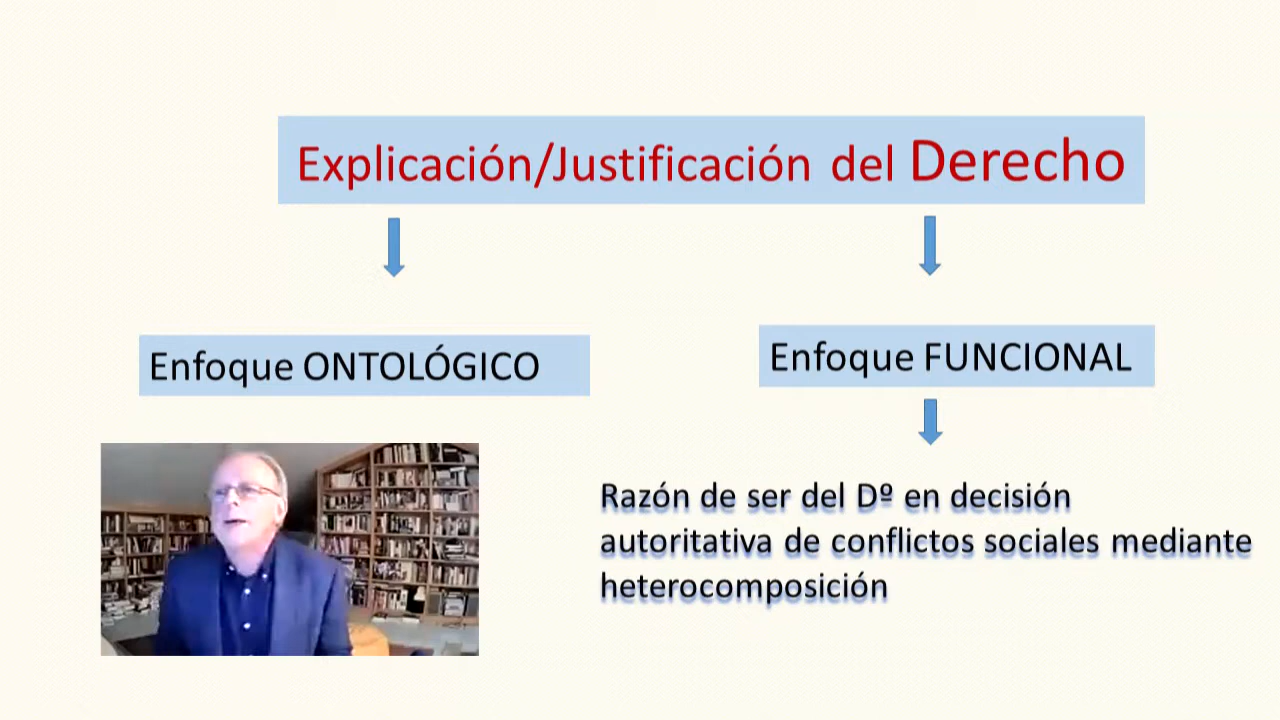 Explicación/Justificación del Derecho
Enfoque ONTOLÓGICO
Enfoque FUNCIONAL
Razón de ser del Dº en decisión
autoritativa de conflictos sociales mediante
heterocomposición